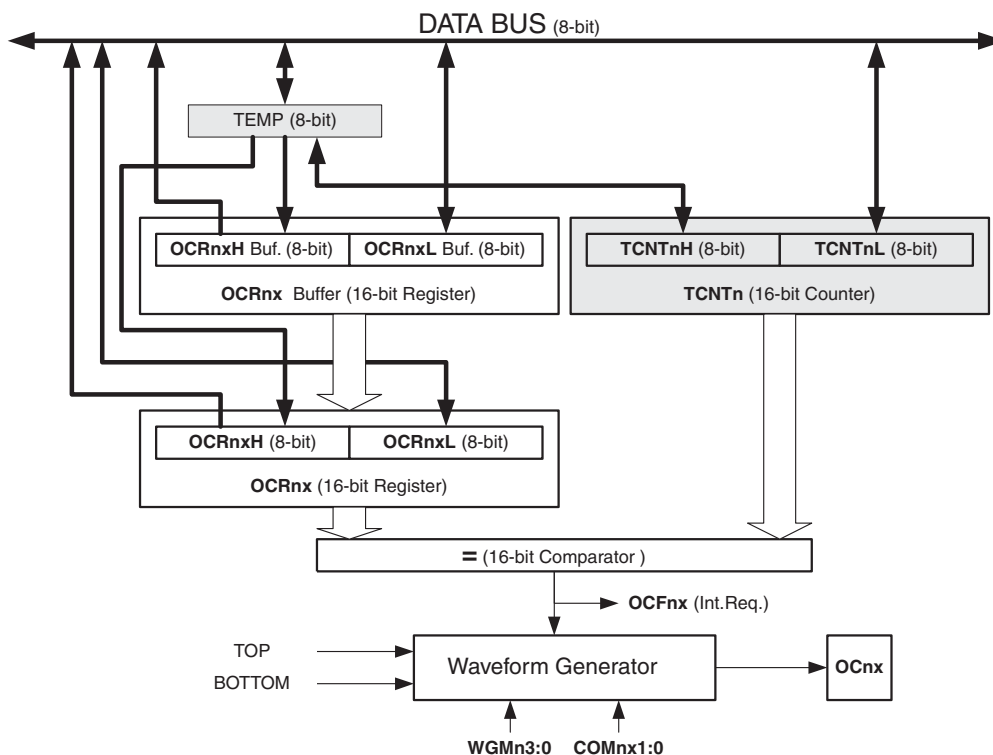 DATA BUS (8-bit)
TEMP (8-bit)
OCRnxH Buf. (8-bit) OCRnxL Buf. (8-bit)
OCRnx Buffer (16-bit Register)
TCNTnH (8-bit) TCNTnL (8-bit)
TCNTn (16-bit Counter)
OCRnxH (8-bit) OCRnxL (8-bit)
OCRnx (16-bit Register)
= (16-bit Comparator )
OCFnx (Int.Req.)
TOP
BOTTOM
Waveform Generator
OCnx
WGMn3:0 COMnx1:0